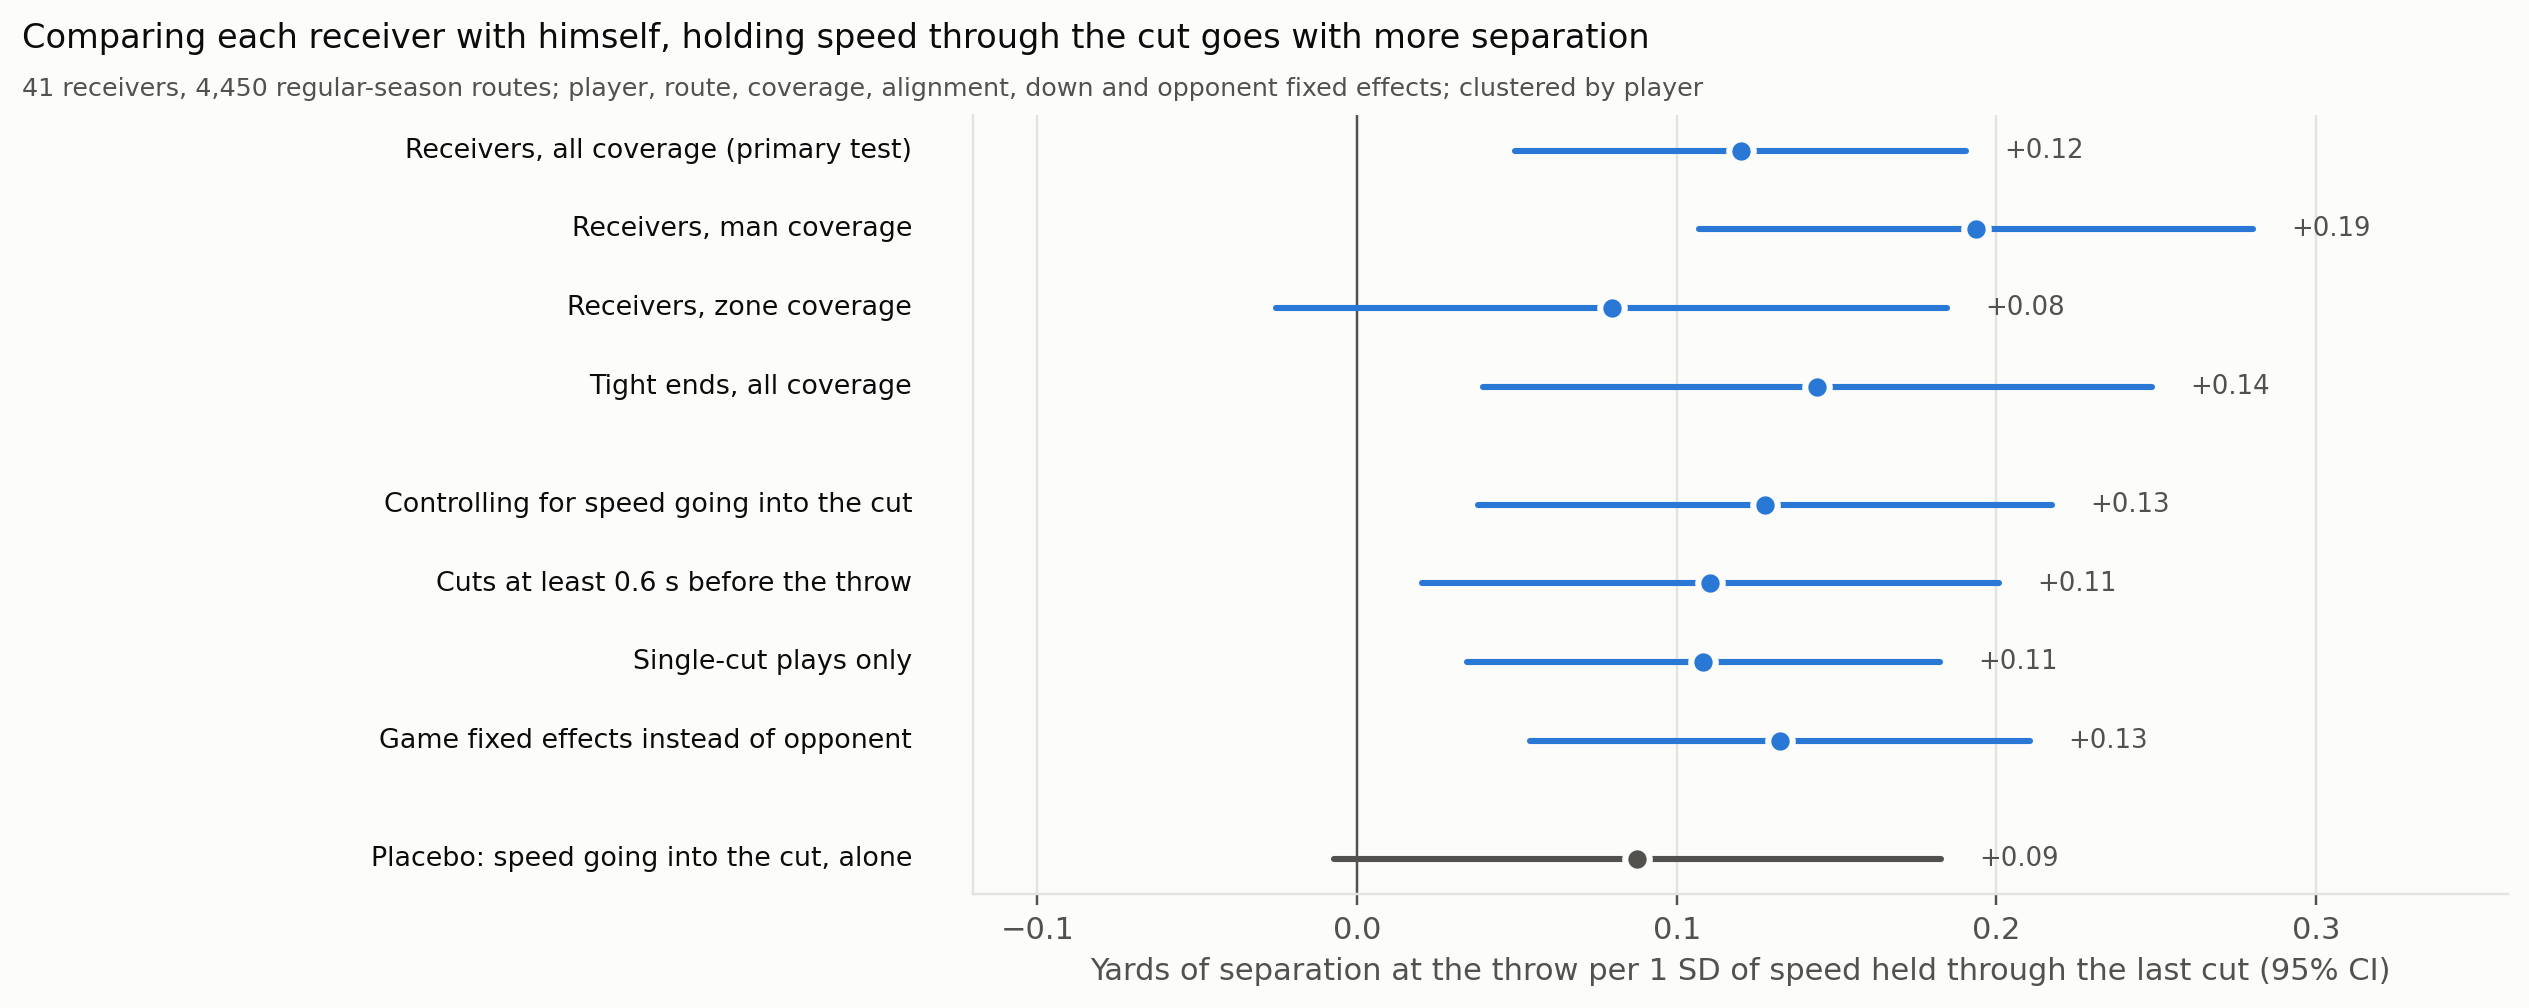 Comparing each receiver with himself, holding speed through the cut goes with more separation
41 receivers, 4,450 regular-season routes; player, route, coverage, alignment, down and opponent fixed effects; clustered by player
Receivers, all coverage (primary test)
+0.12
Receivers, man coverage
+0.19
Receivers, zone coverage
+0.08
Tight ends, all coverage
+0.14
Controlling for speed going into the cut
+0.13
Cuts at least 0.6 s before the throw
+0.11
Single-cut plays only
+0.11
Game fixed effects instead of opponent
+0.13
Placebo: speed going into the cut, alone
+0.09
−0.1 0.0 0.1 0.2 0.3
Yards of separation at the throw per 1 SD of speed held through the last cut (95% CI)